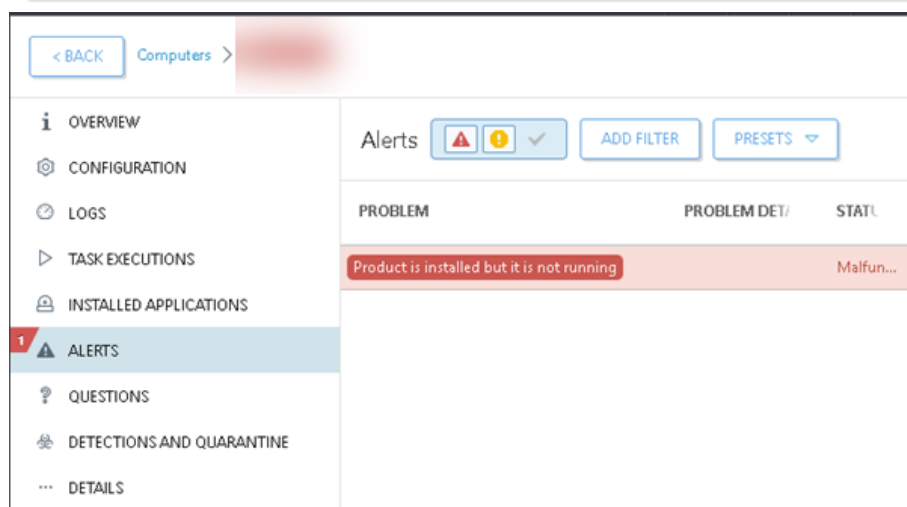 < BACK Computers >
i OVERVIEW
CONFIGURATION
LOGS
TASK EXECUTIONS
INSTALLED APPLICATIONS
1 ALERTS
? QUESTIONS
DETECTIONS AND QUARANTINE
... DETAILS
Alerts ADD FILTER PRESETS
PROBLEM PROBLEM DETA STATU
Product is installed but it is not running Malfun...